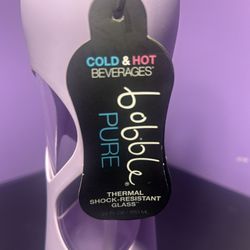 COLD & HOT
BEVERAGES
bobble®
PURE
THERMAL
SHOCK-RESISTANT
GLASS